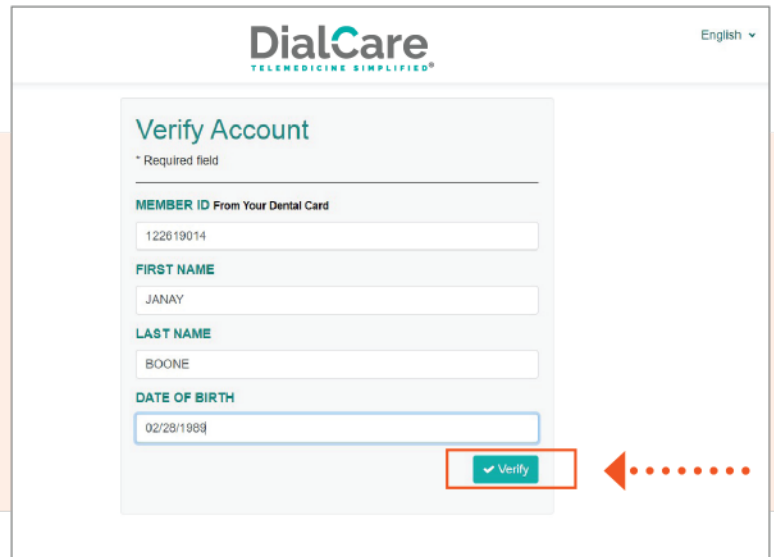 DialCare
English
TELEMEDICINE SIMPLIFIED®
Verify Account
* Required field
MEMBER ID From Your Dental Card
122619014
FIRST NAME
JANAY
LAST NAME
BOONE
DATE OF BIRTH
02/28/1989
Verify